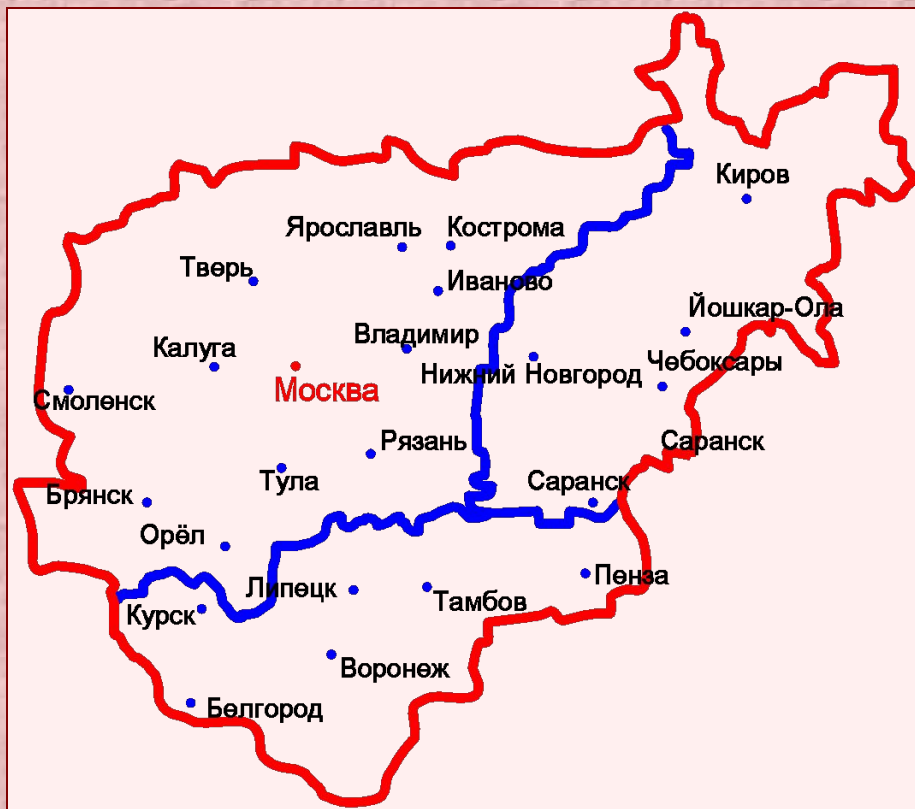 Киров
Ярославль
Кострома
Тверь
Иваново
Йошкар-Ола
Владимир
Калуга
Чебоксары
Нижний Новгород
Москва
Смоленск
Рязань
Саранск
Тула
Саранск
Брянск
Орёл
Пенза
Липецк
Тамбов
Курск
Воронеж
Белгород